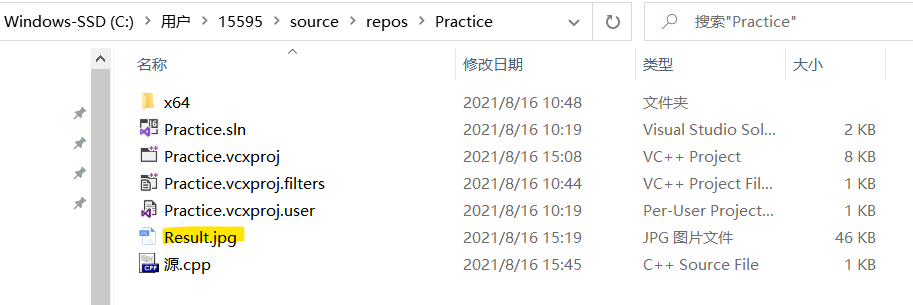 Windows-SSD (C:) › 用户 › 15595 › source › repos › Practice 搜索"Practice"
名称 修改日期 类型 大小
x64 2021/8/16 10:48 文件夹
Practice.sln 2021/8/16 10:19 Visual Studio Sol... 2 KB
Practice.vcxproj 2021/8/16 15:08 VC++ Project 8 KB
Practice.vcxproj.filters 2021/8/16 10:44 VC++ Project Fil... 1 KB
Practice.vcxproj.user 2021/8/16 10:19 Per-User Project... 1 KB
Result.jpg 2021/8/16 15:19 JPG 图片文件 46 KB
源.cpp 2021/8/16 15:45 C++ Source File 1 KB